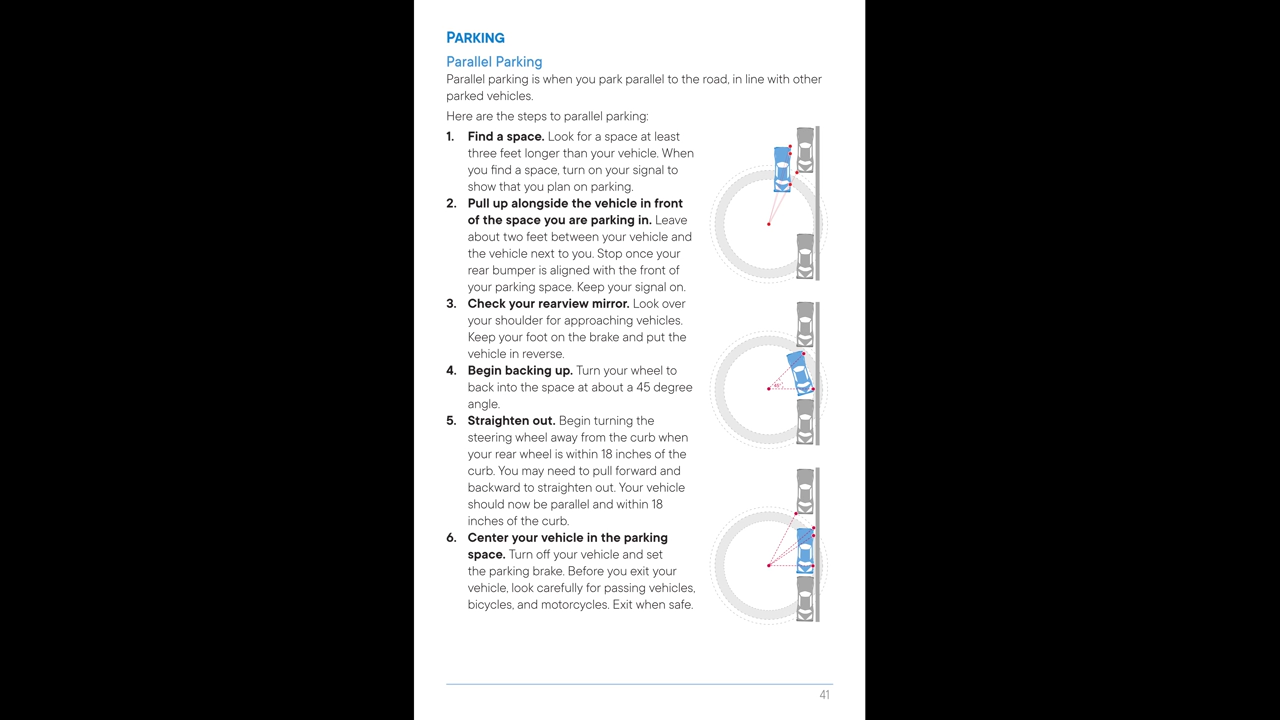 PARKING
Parallel Parking
Parallel parking is when you park parallel to the road, in line with other
parked vehicles.
Here are the steps to parallel parking:
1. Find a space. Look for a space at least
three feet longer than your vehicle. When
you find a space, turn on your signal to
show that you plan on parking.
2. Pull up alongside the vehicle in front
of the space you are parking in. Leave
about two feet between your vehicle and
the vehicle next to you. Stop once your
rear bumper is aligned with the front of
your parking space. Keep your signal on.
3. Check your rearview mirror. Look over
your shoulder for approaching vehicles.
Keep your foot on the brake and put the
vehicle in reverse.
4. Begin backing up. Turn your wheel to
back into the space at about a 45 degree
angle.
5. Straighten out. Begin turning the
steering wheel away from the curb when
your rear wheel is within 18 inches of the
curb. You may need to pull forward and
backward to straighten out. Your vehicle
should now be parallel and within 18
inches of the curb.
6. Center your vehicle in the parking
space. Turn off your vehicle and set
the parking brake. Before you exit your
vehicle, look carefully for passing vehicles,
bicycles, and motorcycles. Exit when safe.
45°
41